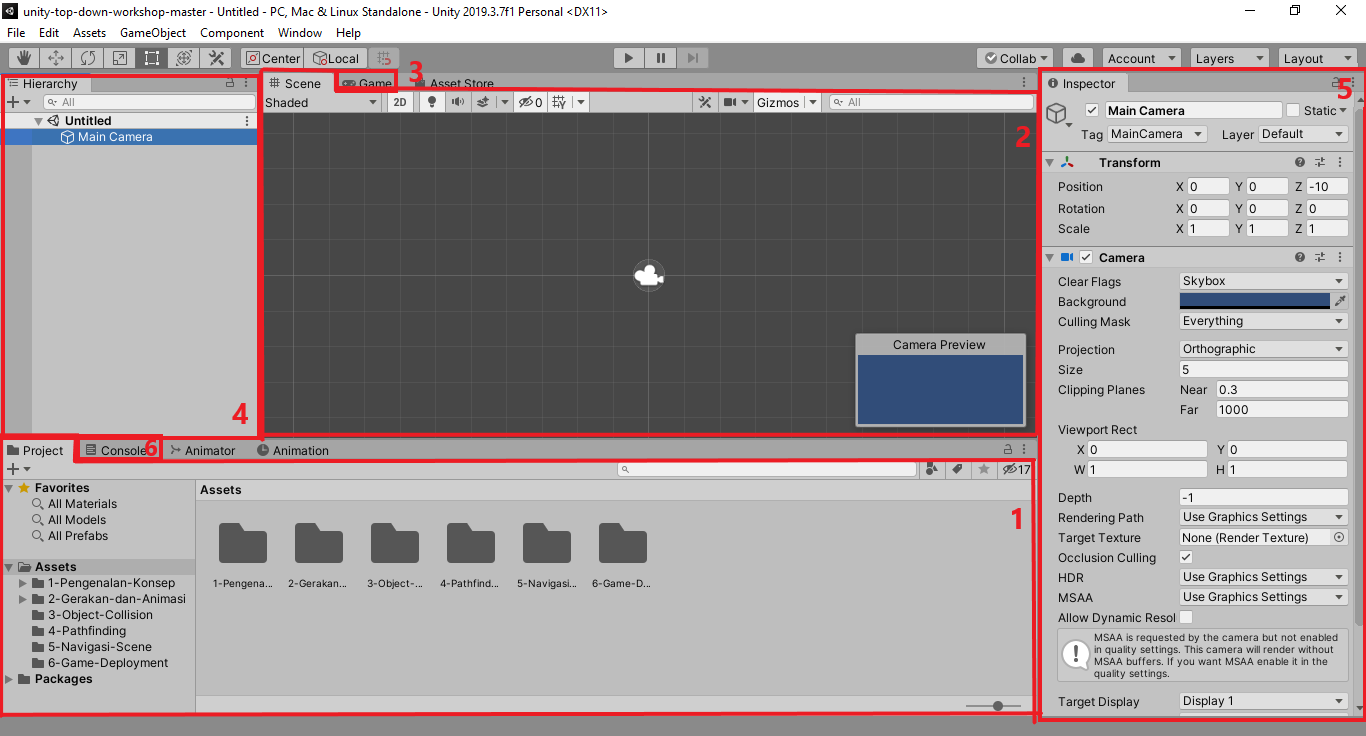 unity-top-down-workshop-master - Untitled - PC, Mac & Linux Standalone - Unity 2019.3.7f1 Personal <DX11>
File Edit Assets GameObject Component Window Help
Center Local Collab Account Layers Layout
Hierarchy
All
Untitled
Main Camera
4
Scene Game 3 Asset Store
Shaded 2D 0 Gizmos All
2
Camera Preview
Inspector 5
Main Camera Static
Tag MainCamera Layer Default
Transform
Position X 0 Y 0 Z -10
Rotation X 0 Y 0 Z 0
Scale X 1 Y 1 Z 1
Camera
Clear Flags Skybox
Background
Culling Mask Everything
Projection Orthographic
Size 5
Clipping Planes Near 0.3
Far 1000
Viewport Rect
X 0 Y 0
W 1 H 1
Depth -1
Rendering Path Use Graphics Settings
Target Texture None (Render Texture)
Occlusion Culling
HDR Use Graphics Settings
MSAA Use Graphics Settings
Allow Dynamic Resol
MSAA is requested by the camera but not enabled
in quality settings. This camera will render without
MSAA buffers. If you want MSAA enable it in the
quality settings.
Target Display Display 1
Project Console 6 Animator Animation
17
Favorites
All Materials
All Models
All Prefabs
Assets
1-Pengenalan-Konsep
2-Gerakan-dan-Animasi
3-Object-Collision
4-Pathfinding
5-Navigasi-Scene
6-Game-Deployment
Packages
Assets
1
1-Pengena... 2-Gerakan... 3-Object-... 4-Pathfind... 5-Navigasi... 6-Game-D...